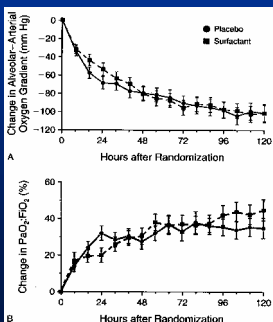 Change in Alveolar–Arterial
Oxygen Gradient (mm Hg)
0
−20
−40
−60
−80
−100
−120
Placebo
Surfactant
0 24 48 72 96 120
A
Hours after Randomization
Change in PaO2:FiO2 (%)
60
40
20
0
0 24 48 72 96 120
B
Hours after Randomization